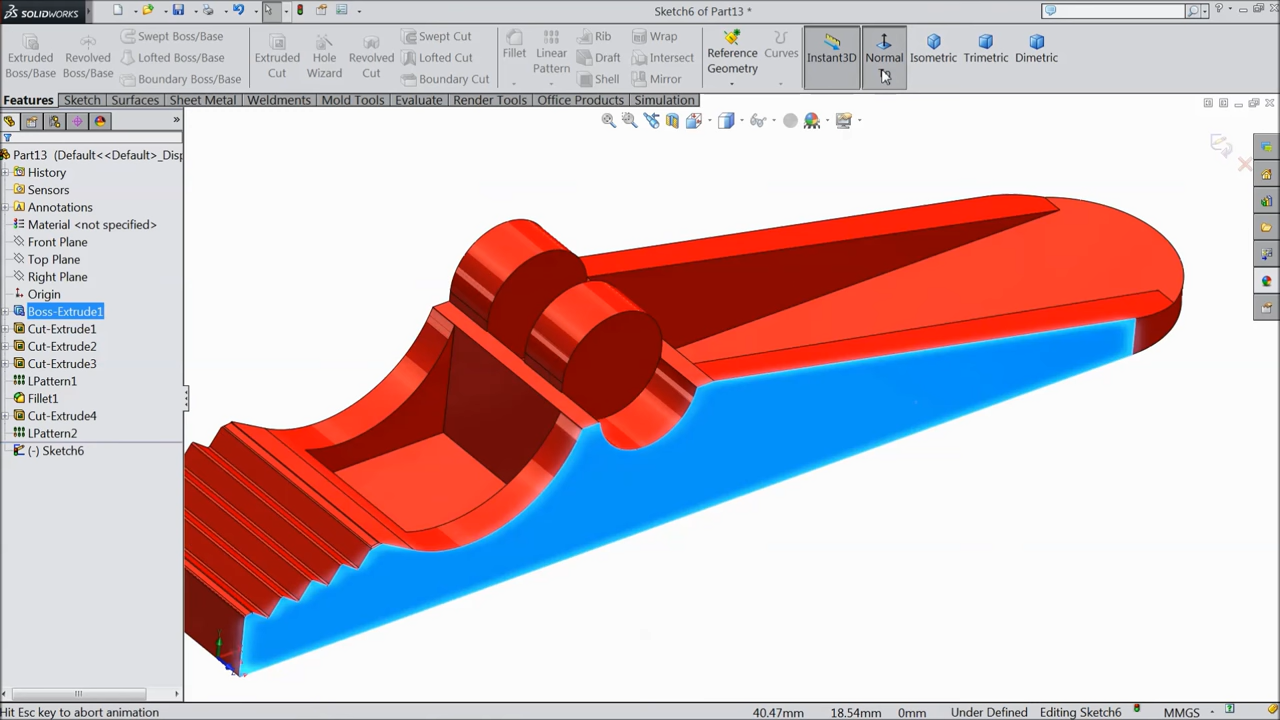 SOLIDWORKS
Sketch6 of Part13 *
Extruded Boss/Base
Revolved Boss/Base
Swept Boss/Base
Lofted Boss/Base
Boundary Boss/Base
Extruded Cut
Hole Wizard
Revolved Cut
Swept Cut
Lofted Cut
Boundary Cut
Fillet
Linear Pattern
Rib
Draft
Shell
Wrap
Intersect
Mirror
Reference Geometry
Curves
Instant3D
Normal
Isometric
Trimetric
Dimetric
Features Sketch Surfaces Sheet Metal Weldments Mold Tools Evaluate Render Tools Office Products Simulation
Part13 (Default<<Default>_Disp
History
Sensors
Annotations
Material <not specified>
Front Plane
Top Plane
Right Plane
Origin
Boss-Extrude1
Cut-Extrude1
Cut-Extrude2
Cut-Extrude3
LPattern1
Fillet1
Cut-Extrude4
LPattern2
(-) Sketch6
Hit Esc key to abort animation 40.47mm 18.54mm 0mm Under Defined Editing Sketch6 MMGS